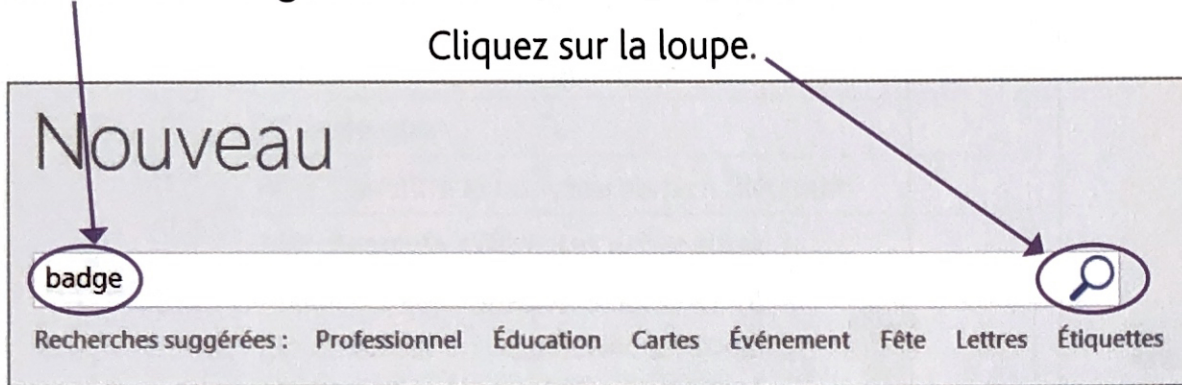 Cliquez sur la loupe.
Nouveau
badge
Recherches suggérées : Professionnel Éducation Cartes Événement Fête Lettres Étiquettes